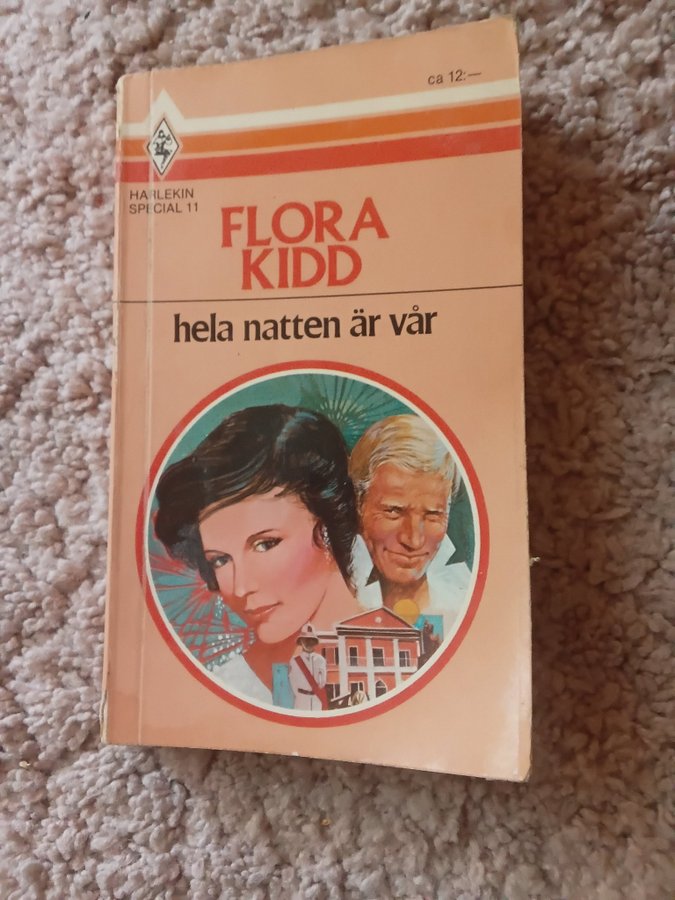 ca 12:—
HARLEKIN
SPECIAL 11
FLORA
KIDD
hela natten är vår